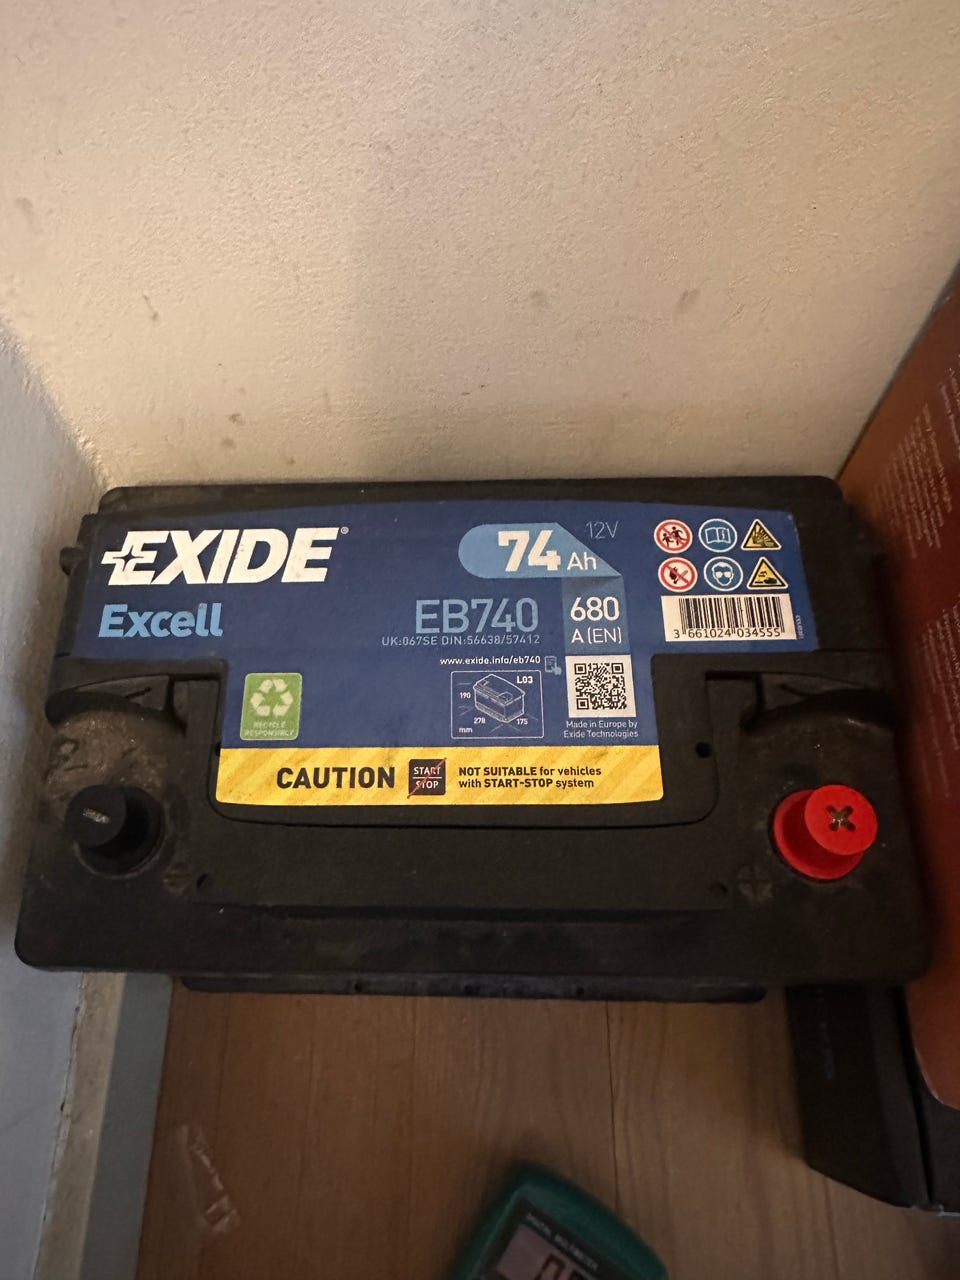 EXIDE®
Excell
74 Ah
12V
EB740
UK:067SE DIN:56638/57412
680
A (EN)
3 661024 034555
www.exide.info/eb740
L03
190
278
175
mm
RECYCLE
RESPONSIBLY
Made in Europe by
Exide Technologies
CAUTION
START
STOP
NOT SUITABLE for vehicles
with START-STOP system